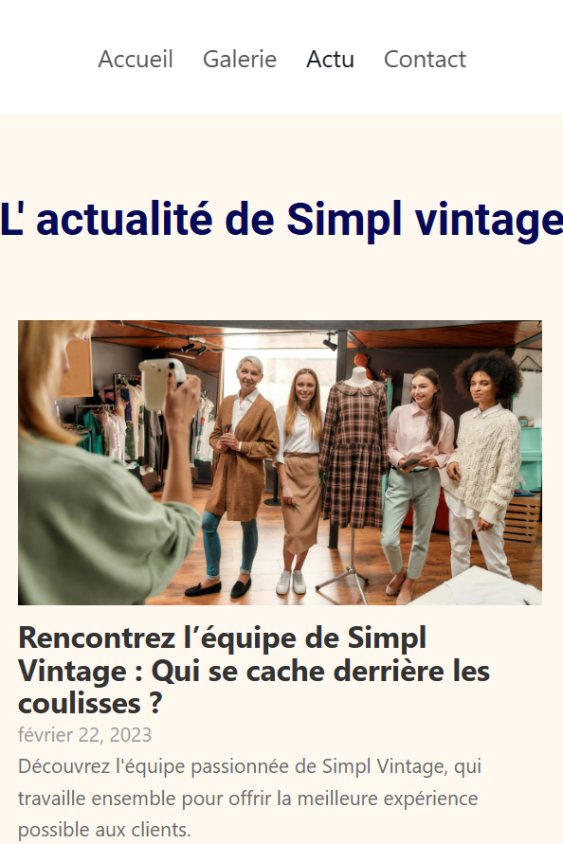 Accueil Galerie Actu Contact
L' actualité de Simpl vintage
Rencontrez l’équipe de Simpl
Vintage : Qui se cache derrière les
coulisses ?
février 22, 2023
Découvrez l'équipe passionnée de Simpl Vintage, qui
travaille ensemble pour offrir la meilleure expérience
possible aux clients.